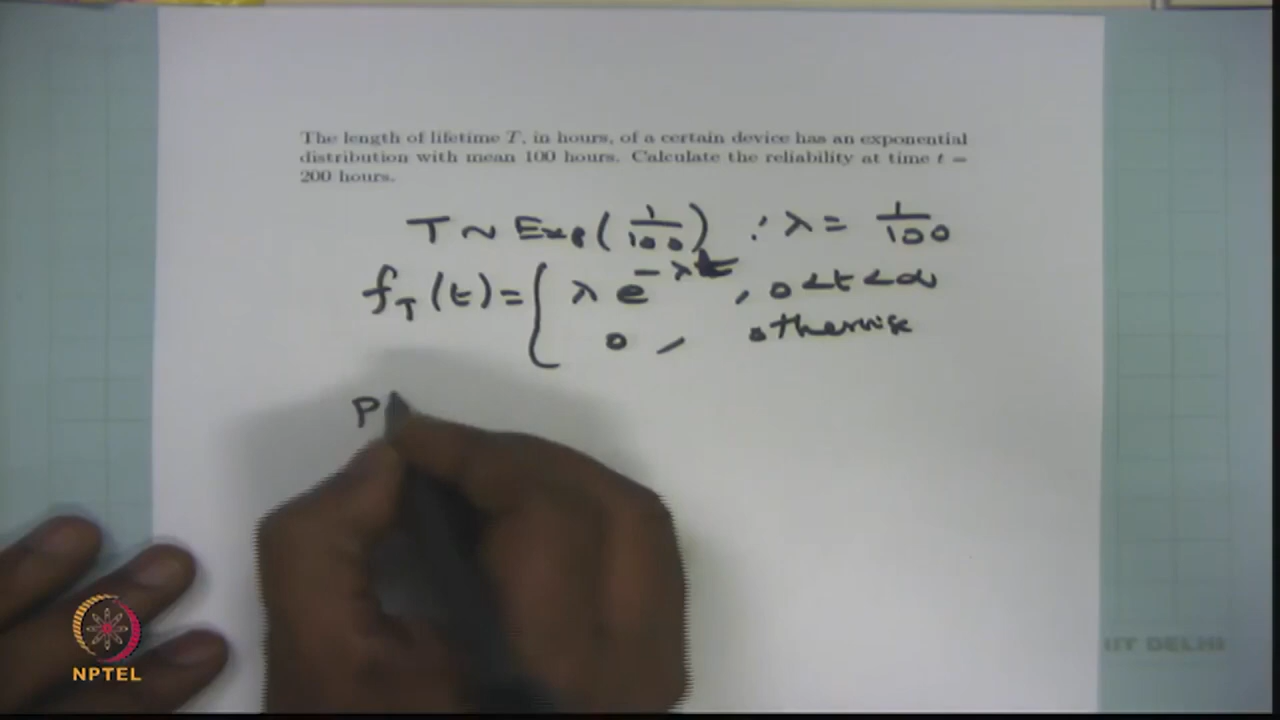 The length of lifetime T, in hours, of a certain device has an exponential
distribution with mean 100 hours. Calculate the reliability at time t =
200 hours.
T ~ Exp(1/100) ∵ λ = 1/100
f_T(t) = { λ e^{-λt}, 0 < t < ∞
0, otherwise
P
NPTEL
IIT DELHI